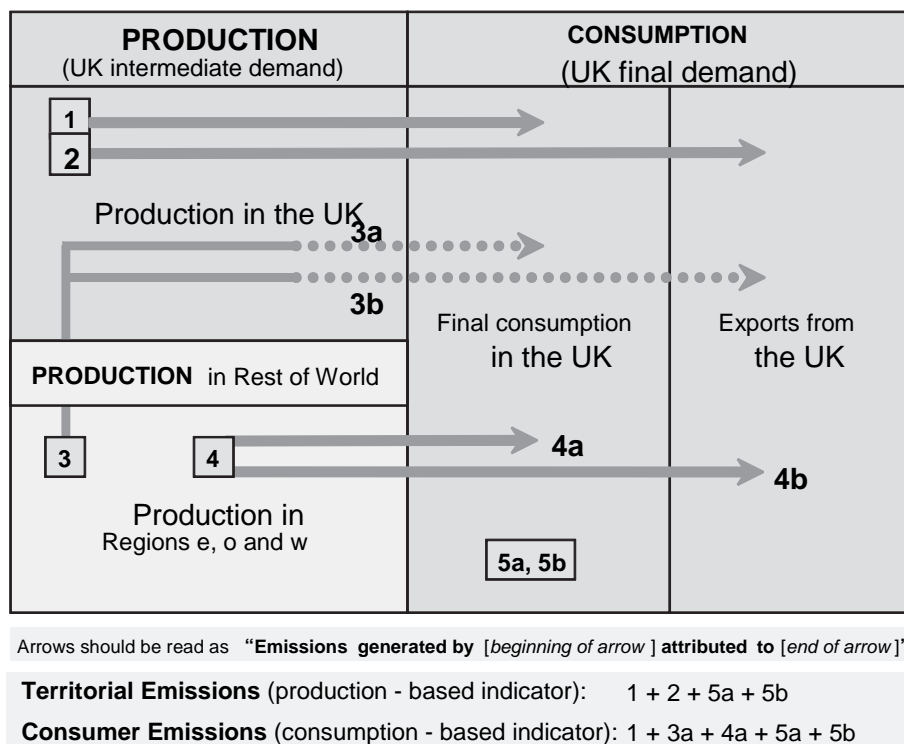 PRODUCTION
(UK intermediate demand)
CONSUMPTION
(UK final demand)
1
2
Production in the UK
3a
3b
Final consumption
in the UK
Exports from
the UK
PRODUCTION in Rest of World
3
4
4a
4b
Production in
Regions e, o and w
5a, 5b
Arrows should be read as “Emissions generated by [beginning of arrow ] attributed to [end of arrow ]”
Territorial Emissions (production - based indicator): 1 + 2 + 5a + 5b
Consumer Emissions (consumption - based indicator): 1 + 3a + 4a + 5a + 5b